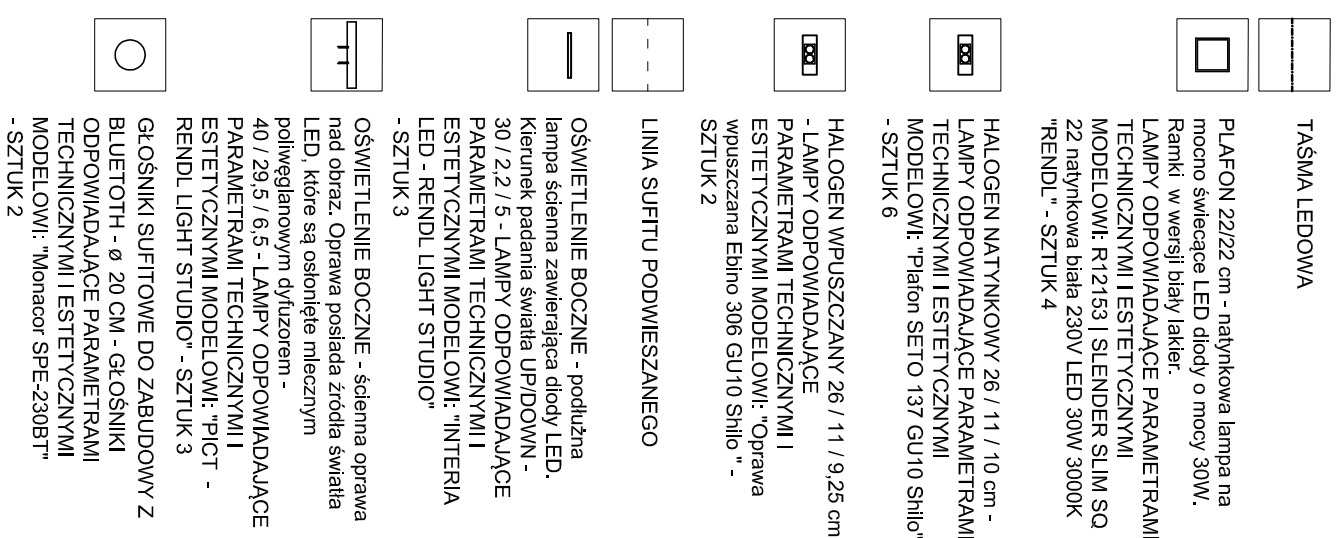 TAŚMA LEDOWA
PLAFON 22/22 cm - natynkowa lampa na
mocno świecące LED diody o mocy 30W.
Ramki w wersji biały lakier.
LAMPY ODPOWIADAJĄCE PARAMETRAMI
TECHNICZNYMI I ESTETYCZNYMI
MODELOWI: R12153 | SLENDER SLIM SQ
22 natynkowa biała 230V LED 30W 3000K
"RENDL" - SZTUK 4
HALOGEN NATYNKOWY 26 / 11 / 10 cm -
LAMPY ODPOWIADAJĄCE PARAMETRAMI
TECHNICZNYMI I ESTETYCZNYMI
MODELOWI: "Plafon SETO 137 GU10 Shilo"
- SZTUK 6
HALOGEN WPUSZCZANY 26 / 11 / 9,25 cm
- LAMPY ODPOWIADAJĄCE
PARAMETRAMI TECHNICZNYMI I
ESTETYCZNYMI MODELOWI: "Oprawa
wpuszczana Ebino 306 GU10 Shilo " -
SZTUK 2
LINIA SUFITU PODWIESZANEGO
OŚWIETLENIE BOCZNE - podłużna
lampa ścienna zawierająca diody LED.
Kierunek padania światła UP/DOWN -
30 / 2,2 / 5 - LAMPY ODPOWIADAJĄCE
PARAMETRAMI TECHNICZNYMI I
ESTETYCZNYMI MODELOWI: "INTERIA
LED - RENDL LIGHT STUDIO"
- SZTUK 3
OŚWIETLENIE BOCZNE - ścienna oprawa
nad obraz. Oprawa posiada źródła światła
LED, które są osłonięte mlecznym
poliwęglanowym dyfuzorem -
40 / 29,5 / 6,5 - LAMPY ODPOWIADAJĄCE
PARAMETRAMI TECHNICZNYMI I
ESTETYCZNYMI MODELOWI: "PICT -
RENDL LIGHT STUDIO" - SZTUK 3
GŁOŚNIKI SUFITOWE DO ZABUDOWY Z
BLUETOTH - ø 20 CM - GŁOŚNIKI
ODPOWIADAJĄCE PARAMETRAMI
TECHNICZNYMI I ESTETYCZNYMI
MODELOWI: "Monacor SPE-230BT"
- SZTUK 2